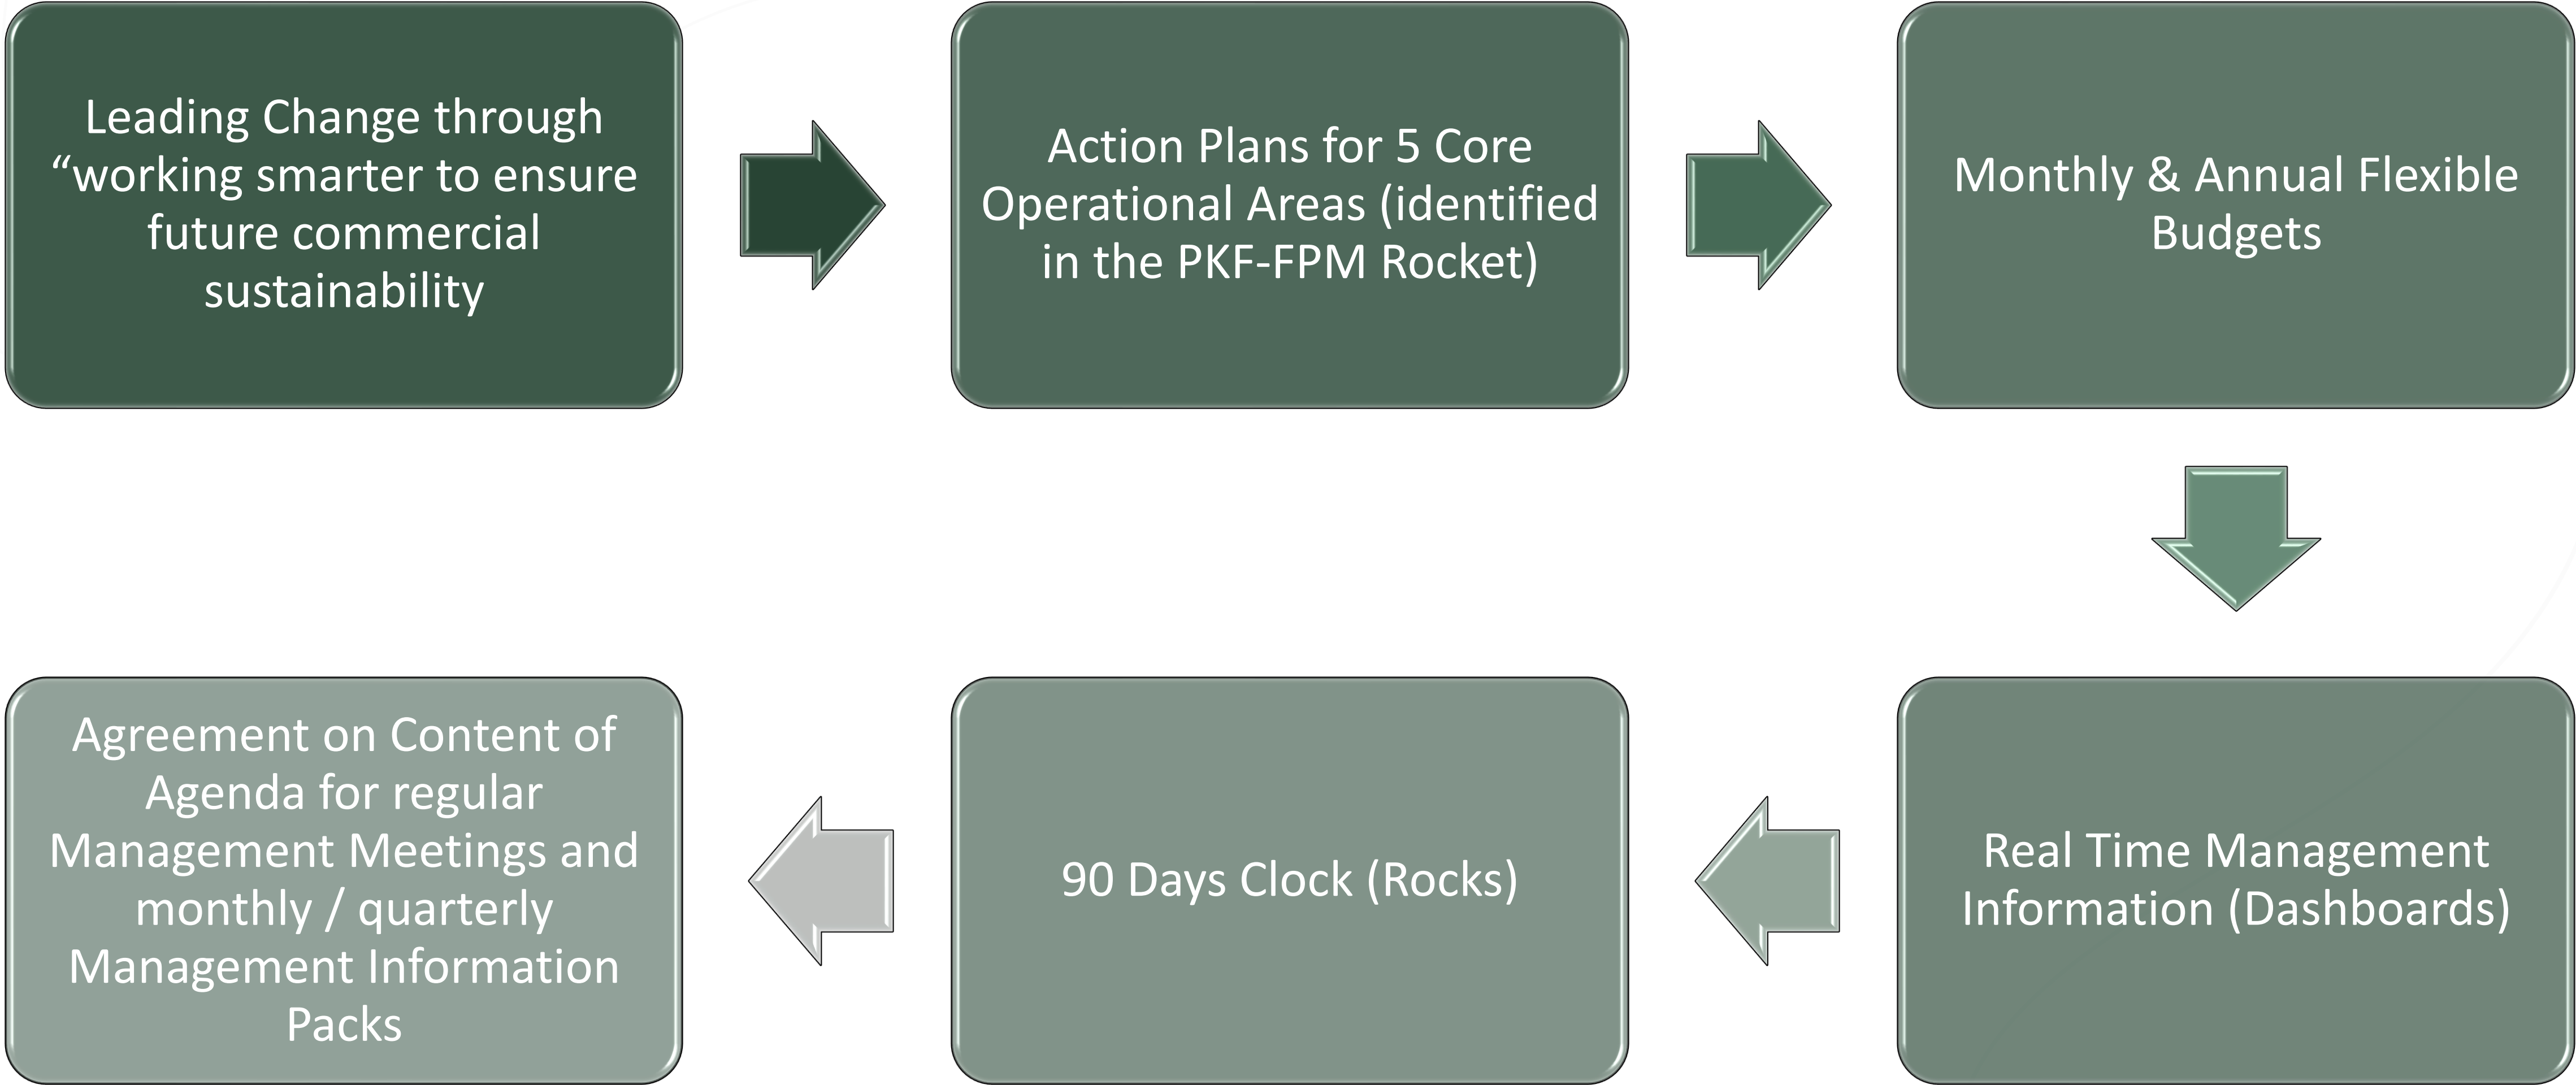 Leading Change through
“working smarter to ensure
future commercial
sustainability
Action Plans for 5 Core
Operational Areas (identified
in the PKF-FPM Rocket)
Monthly & Annual Flexible
Budgets
Real Time Management
Information (Dashboards)
90 Days Clock (Rocks)
Agreement on Content of
Agenda for regular
Management Meetings and
monthly / quarterly
Management Information
Packs